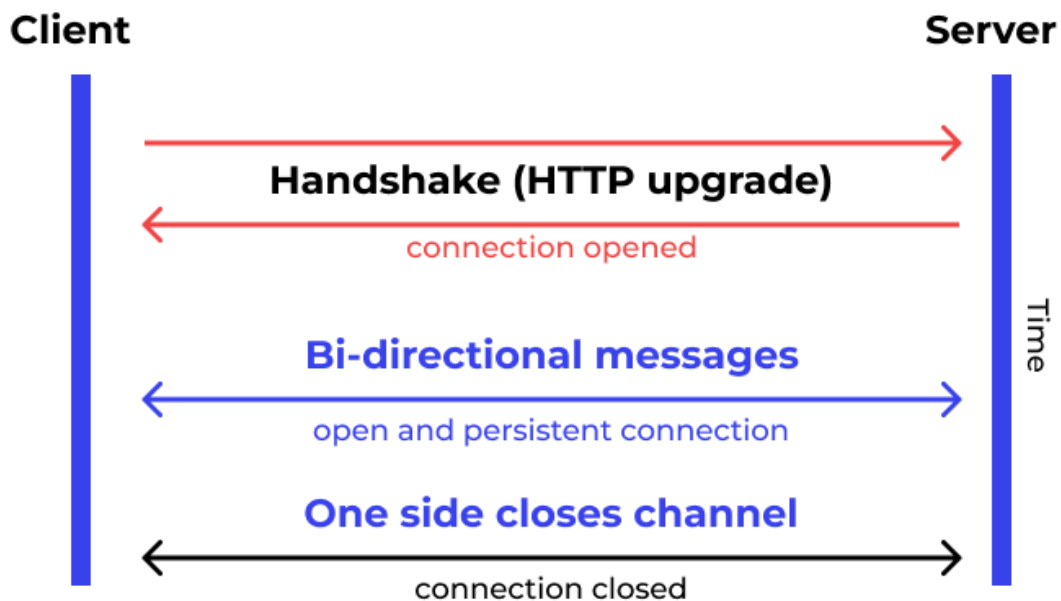 Client
Server
Handshake (HTTP upgrade)
connection opened
Time
Bi-directional messages
open and persistent connection
One side closes channel
connection closed